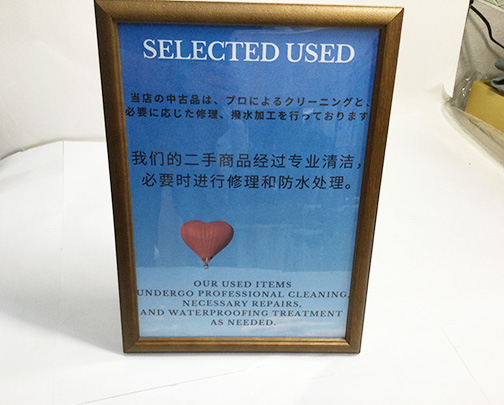 SELECTED USED
当店の中古品は、プロによるクリーニングと、
必要に応じた修理、撥水加工を行っております
我们的二手商品经过专业清洁，
必要时进行修理和防水处理。
OUR USED ITEMS
UNDERGO PROFESSIONAL CLEANING,
NECESSARY REPAIRS,
AND WATERPROOFING TREATMENT
AS NEEDED.